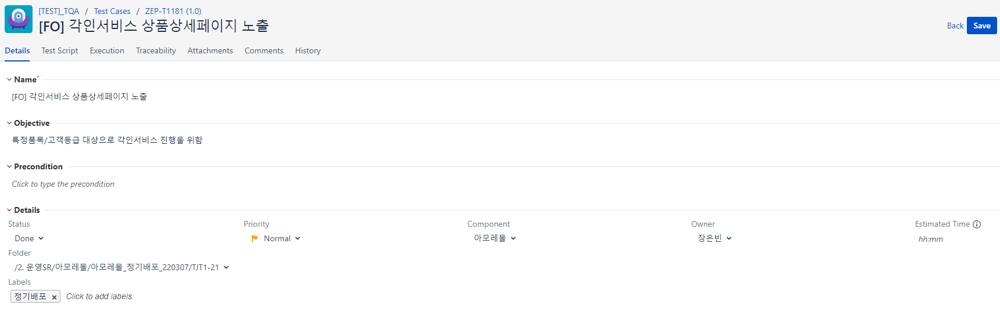 [TEST]_TQA / Test Cases / ZEP-T1181 (1.0)
[FO] 각인서비스 상품상세페이지 노출
Back Save
Details Test Script Execution Traceability Attachments Comments History
Name*
[FO] 각인서비스 상품상세페이지 노출
Objective
특정품목/고객등급 대상으로 각인서비스 진행을 위함
Precondition
Click to type the precondition
Details
Status Priority Component Owner Estimated Time
Done Normal 아모레몰 장은빈 hh:mm
Folder
/2. 운영SR/아모레몰/아모레몰_정기배포_220307/TJT1-21
Labels
정기배포 × Click to add labels